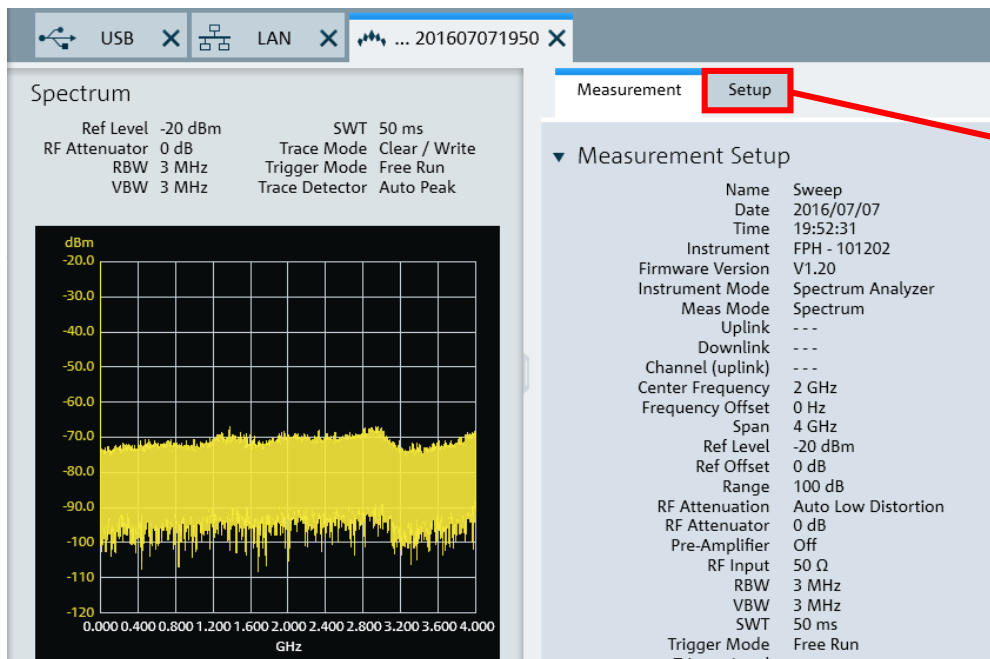 USB LAN ... 201607071950
Spectrum
Ref Level -20 dBm SWT 50 ms
RF Attenuator 0 dB Trace Mode Clear / Write
RBW 3 MHz Trigger Mode Free Run
VBW 3 MHz Trace Detector Auto Peak
dBm
-20.0
-30.0
-40.0
-50.0
-60.0
-70.0
-80.0
-90.0
-100
-110
-120
0.000 0.400 0.800 1.200 1.600 2.000 2.400 2.800 3.200 3.600 4.000
GHz
Measurement Setup
Measurement Setup
Name Sweep
Date 2016/07/07
Time 19:52:31
Instrument FPH - 101202
Firmware Version V1.20
Instrument Mode Spectrum Analyzer
Meas Mode Spectrum
Uplink - - -
Downlink - - -
Channel (uplink) - - -
Center Frequency 2 GHz
Frequency Offset 0 Hz
Span 4 GHz
Ref Level -20 dBm
Ref Offset 0 dB
Range 100 dB
RF Attenuation Auto Low Distortion
RF Attenuator 0 dB
Pre-Amplifier Off
RF Input 50 Ω
RBW 3 MHz
VBW 3 MHz
SWT 50 ms
Trigger Mode Free Run